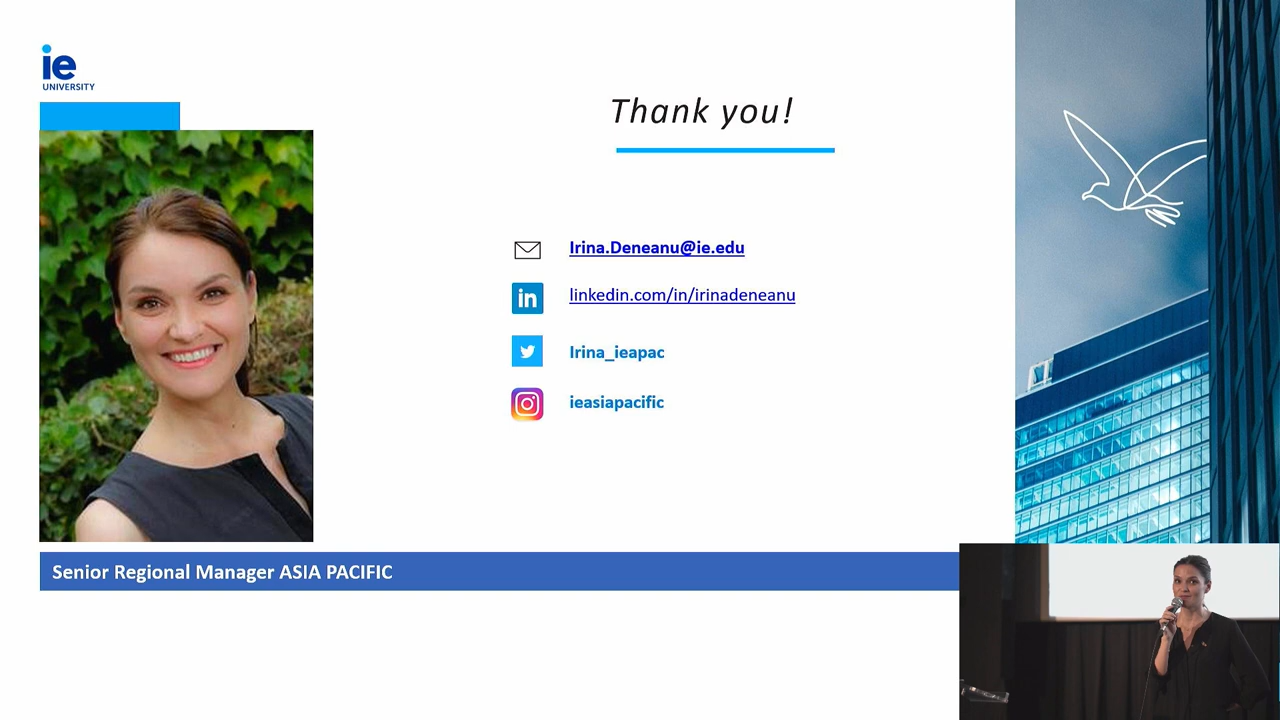 ie
UNIVERSITY
Thank you!
Irina.Deneanu@ie.edu
in
linkedin.com/in/irinadeneanu
Irina_ieapac
ieasiapacific
Senior Regional Manager ASIA PACIFIC